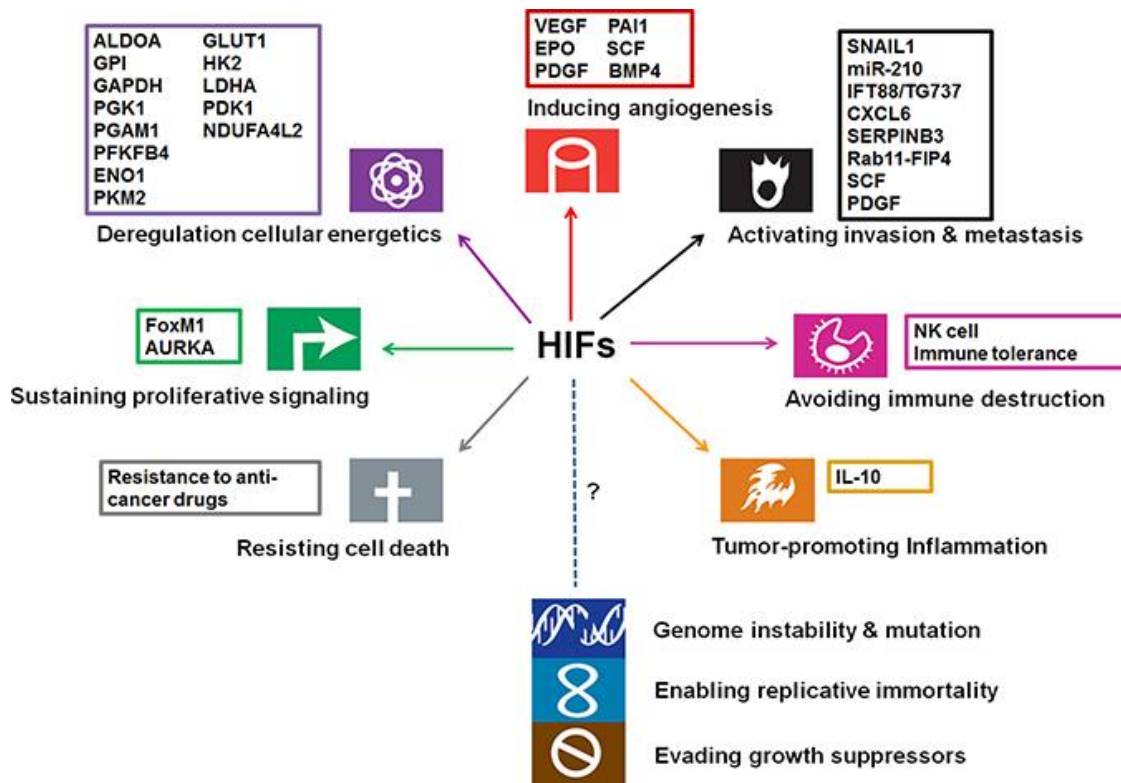 ALDOA GLUT1
GPI HK2
GAPDH LDHA
PGK1 PDK1
PGAM1 NDUFA4L2
PFKFB4
ENO1
PKM2
Deregulation cellular energetics
VEGF PAI1
EPO SCF
PDGF BMP4
Inducing angiogenesis
SNAIL1
miR-210
IFT88/TG737
CXCL6
SERPINB3
Rab11-FIP4
SCF
PDGF
Activating invasion & metastasis
FoxM1
AURKA
Sustaining proliferative signaling
HIFs
NK cell
Immune tolerance
Avoiding immune destruction
Resistance to anti-
cancer drugs
Resisting cell death
?
IL-10
Tumor-promoting Inflammation
Genome instability & mutation
Enabling replicative immortality
Evading growth suppressors